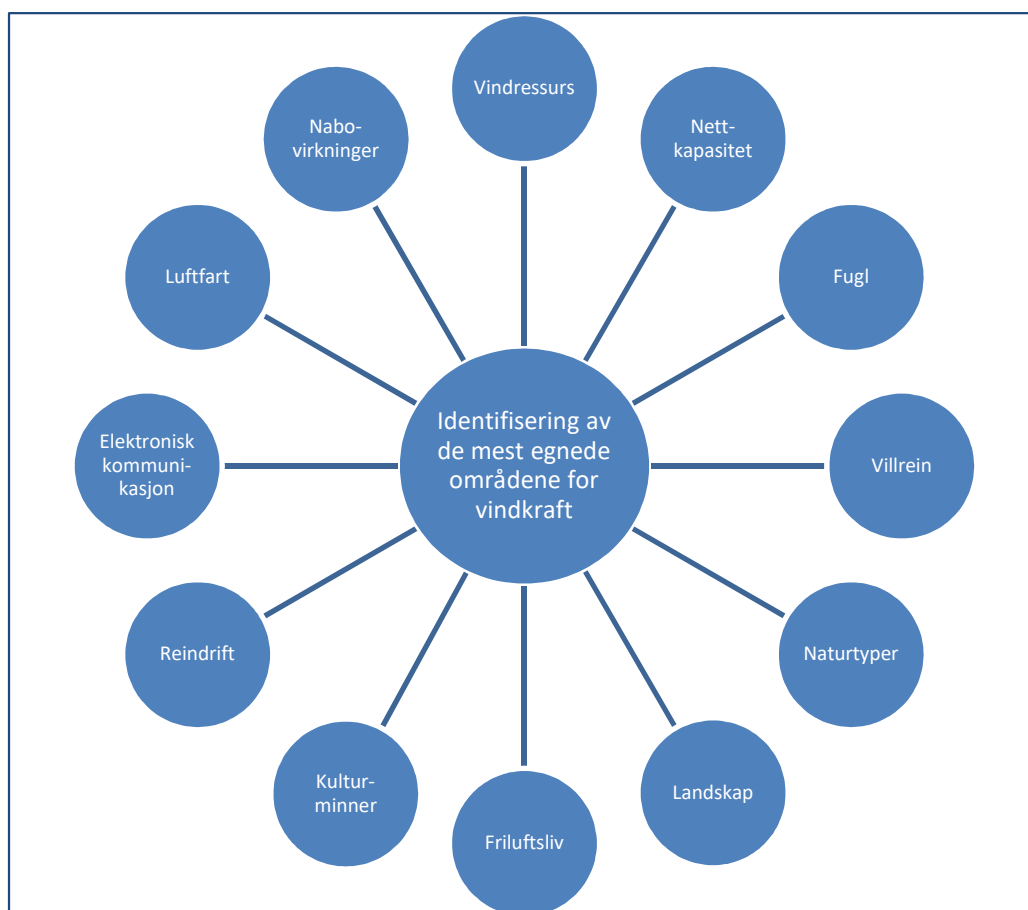 Vindressurs
Nett-
kapasitet
Fugl
Villrein
Naturtyper
Landskap
Friluftsliv
Kultur-
minner
Reindrift
Elektronisk
kommuni-
kasjon
Luftfart
Nabo-
virkninger
Identifisering av
de mest egnede
områdene for
vindkraft